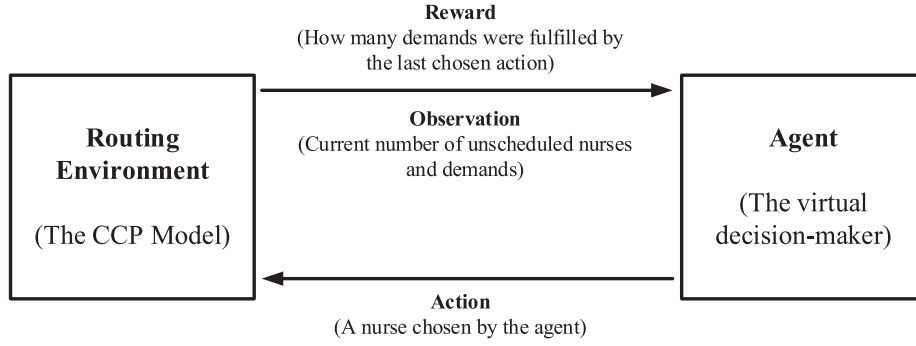 Reward
(How many demands were fulfilled by
the last chosen action)
Routing
Environment
(The CCP Model)
Observation
(Current number of unscheduled nurses
and demands)
Agent
(The virtual
decision-maker)
Action
(A nurse chosen by the agent)